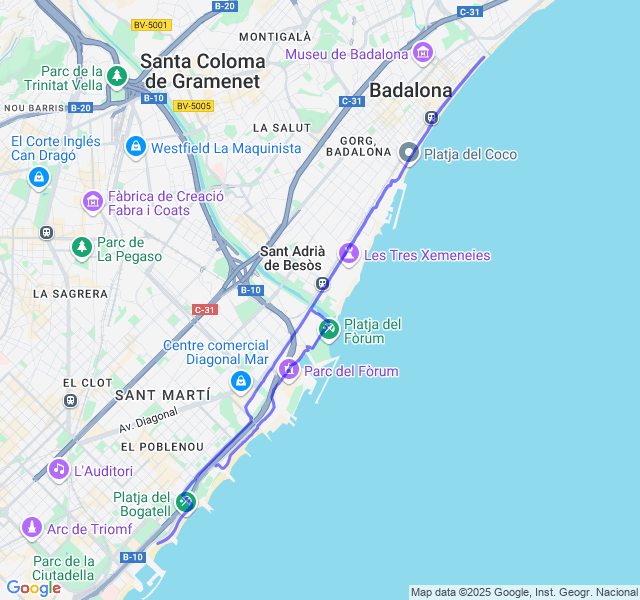 BV-5001
B-20
C-31
MONTIGALÀ
Museu de Badalona
Santa Coloma
de Gramenet
Parc de la
Trinitat Vella
B-10
Badalona
NOU BARRIS
B-20
BV-5005
C-31
LA SALUT
El Corte Inglés
Can Dragó
Westfield La Maquinista
GORG,
BADALONA
Platja del Coco
Fàbrica de Creació
Fabra i Coats
Parc de
La Pegaso
Sant Adrià
de Besòs
Les Tres Xemeneies
LA SAGRERA
B-10
C-31
Platja del
Fòrum
Centre comercial
Diagonal Mar
Parc del Fòrum
EL CLOT
SANT MARTÍ
Av. Diagonal
EL POBLENOU
L'Auditori
Platja del
Bogatell
Arc de Triomf
B-10
Parc de la
Ciutadella
Google
Map data ©2025 Google, Inst. Geogr. Nacional